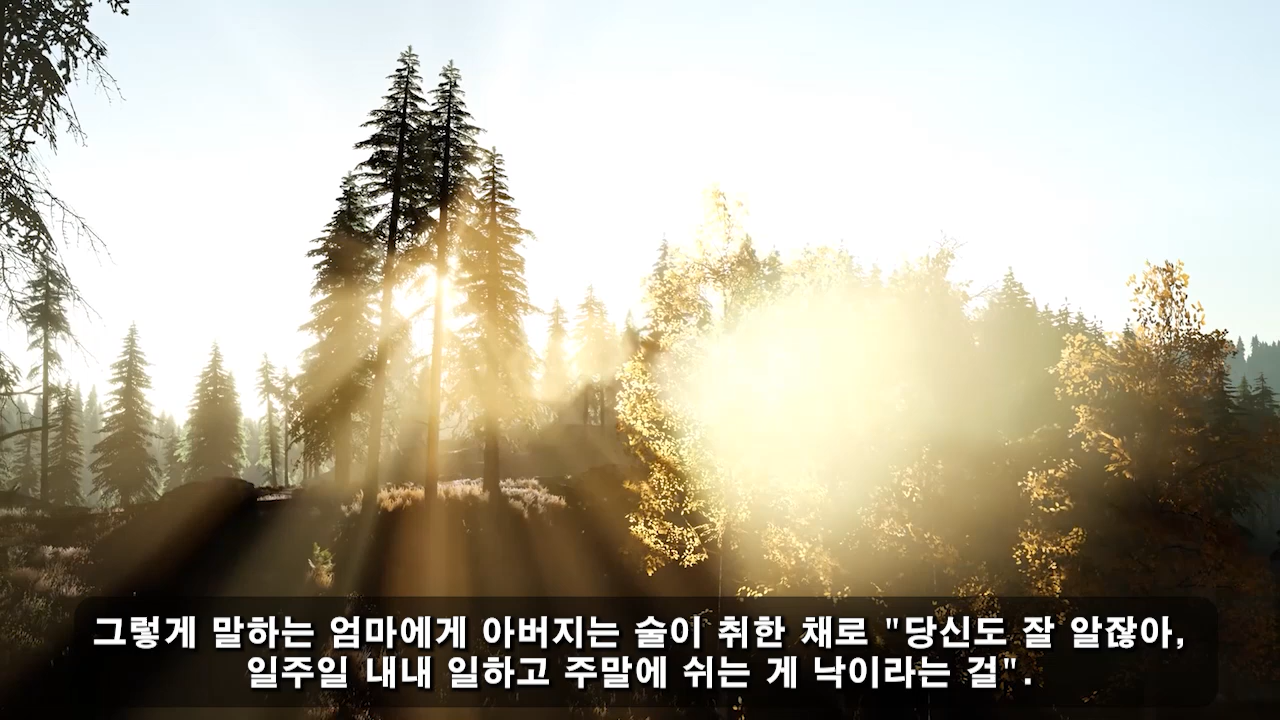 그렇게 말하는 엄마에게 아버지는 술이 취한 채로 "당신도 잘 알잖아,
일주일 내내 일하고 주말에 쉬는 게 낙이라는 걸".